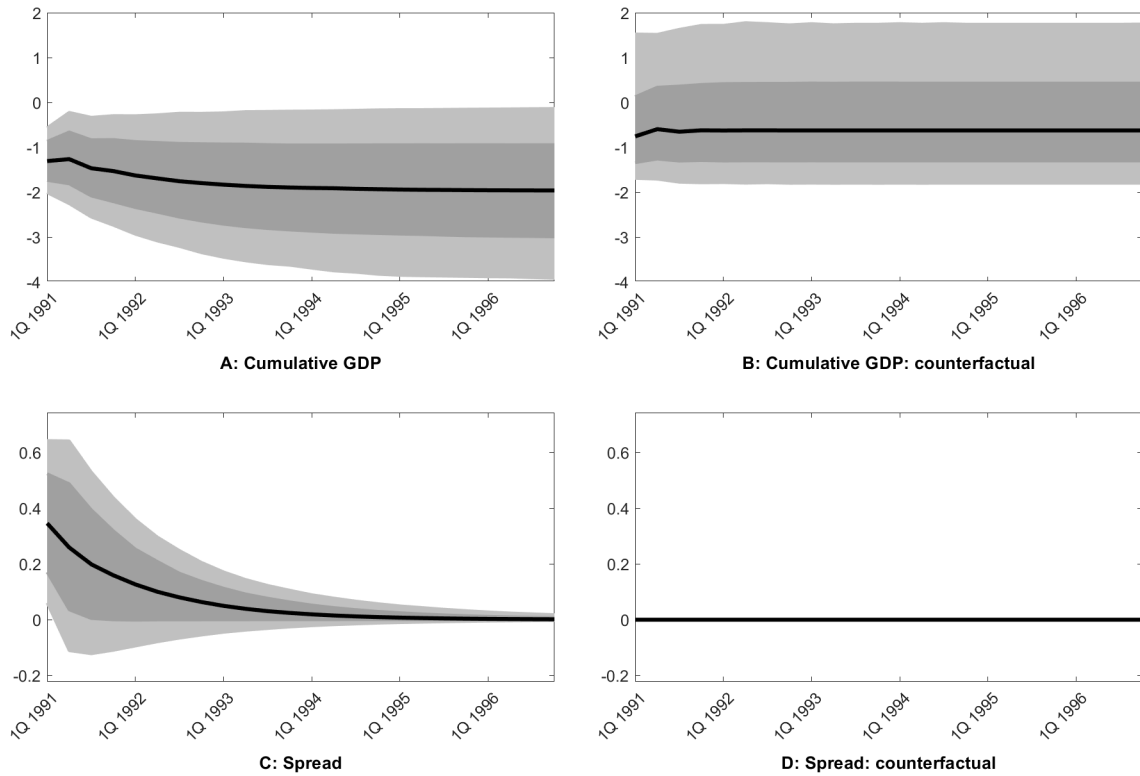 2
1
0
-1
-2
-3
-4
1Q 1991
1Q 1992
1Q 1993
1Q 1994
1Q 1995
1Q 1996
A: Cumulative GDP
2
1
0
-1
-2
-3
-4
1Q 1991
1Q 1992
1Q 1993
1Q 1994
1Q 1995
1Q 1996
B: Cumulative GDP: counterfactual
0.6
0.4
0.2
0
-0.2
1Q 1991
1Q 1992
1Q 1993
1Q 1994
1Q 1995
1Q 1996
C: Spread
0.6
0.4
0.2
0
-0.2
1Q 1991
1Q 1992
1Q 1993
1Q 1994
1Q 1995
1Q 1996
D: Spread: counterfactual